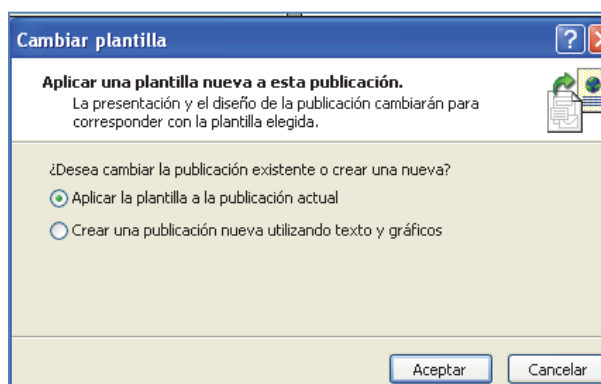 Cambiar plantilla
Aplicar una plantilla nueva a esta publicación.
La presentación y el diseño de la publicación cambiarán para
corresponder con la plantilla elegida.
¿Desea cambiar la publicación existente o crear una nueva?
Aplicar la plantilla a la publicación actual
Crear una publicación nueva utilizando texto y gráficos
Aceptar Cancelar